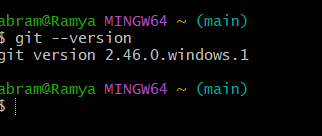 abram@Ramya MINGW64 ~ (main)
$ git --version
git version 2.46.0.windows.1
abram@Ramya MINGW64 ~ (main)
$